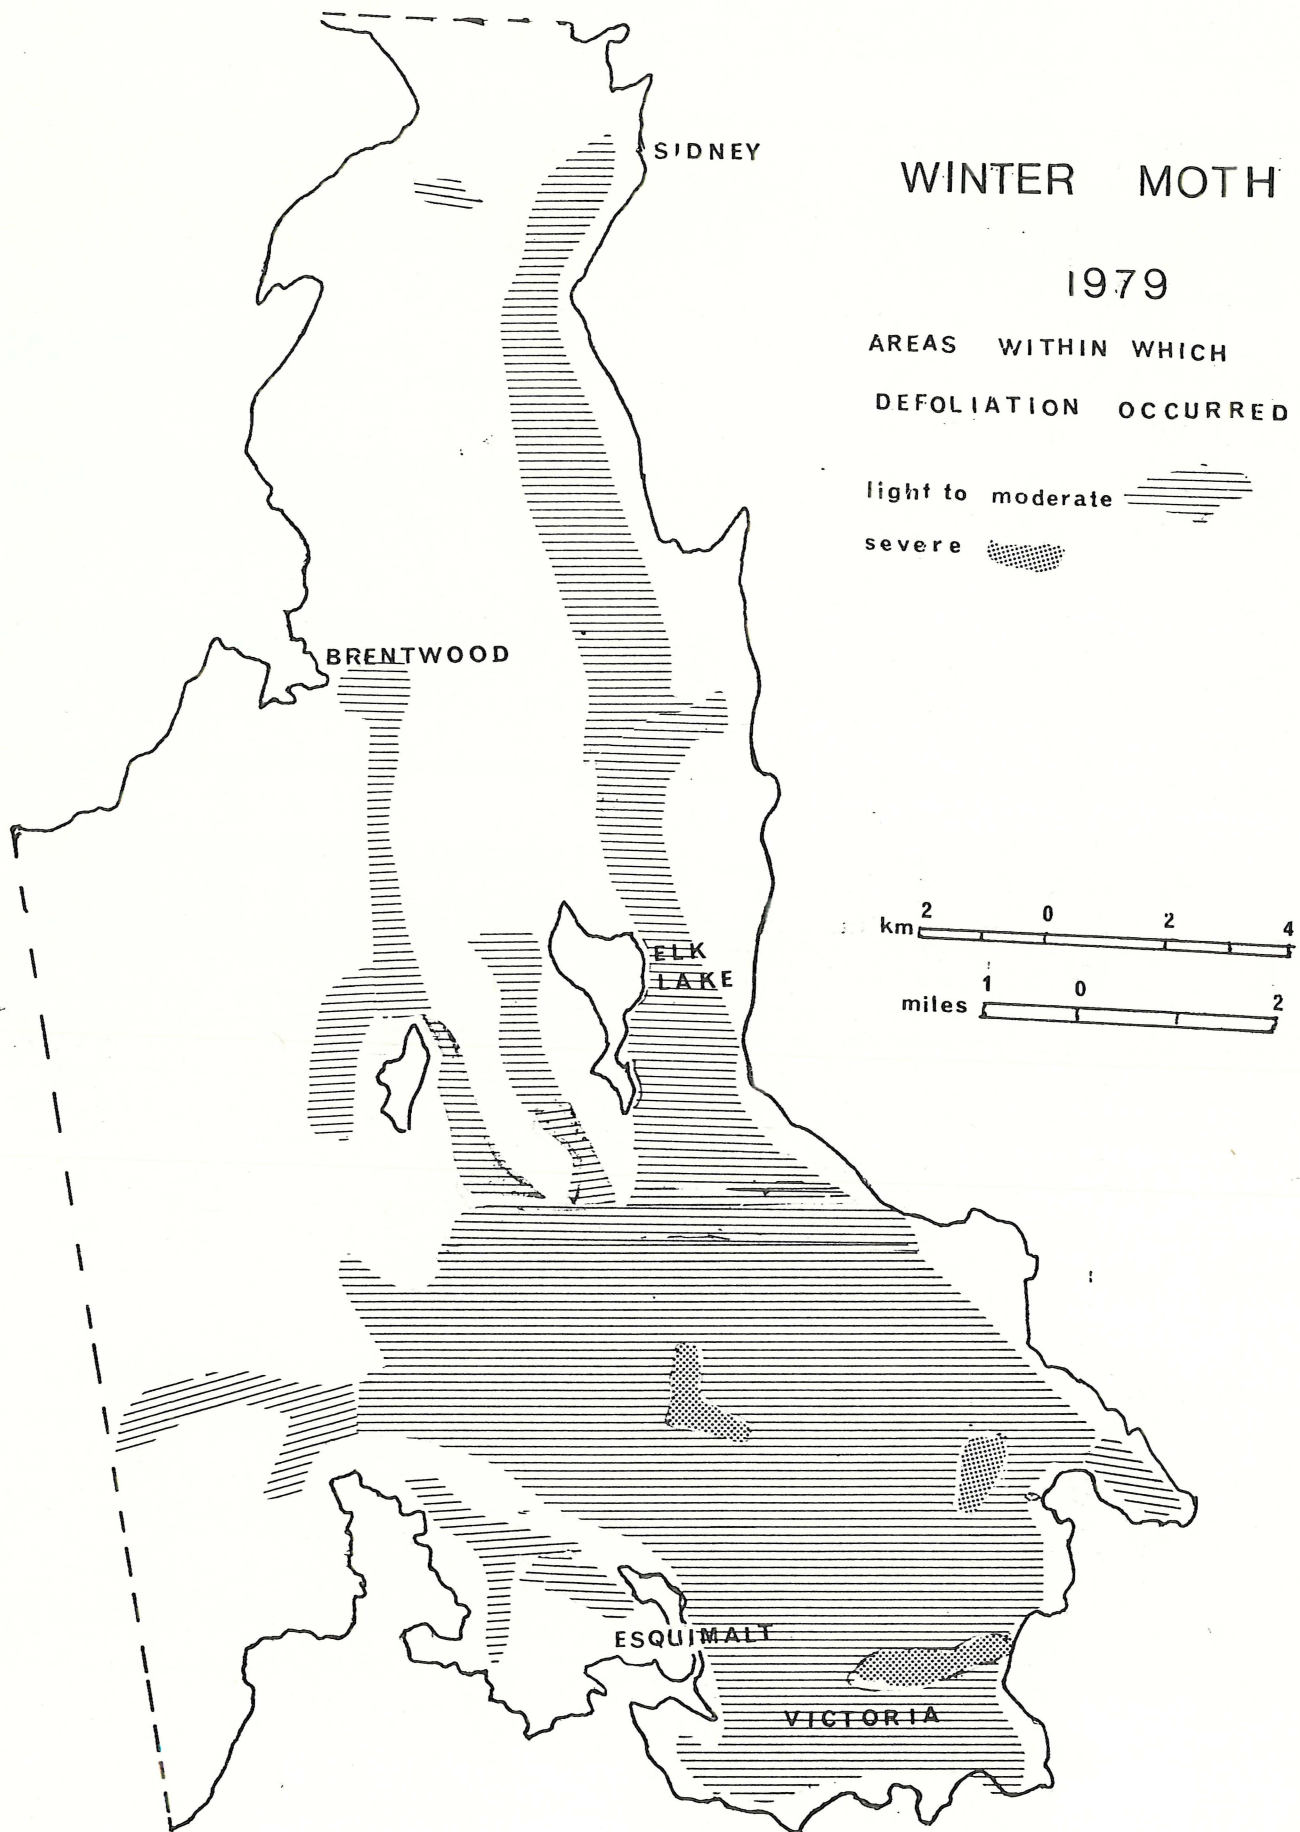 SIDNEY
WINTER MOTH
1979
AREAS WITHIN WHICH
DEFOLIATION OCCURRED
light to moderate
severe
BRENTWOOD
km 2 0 2 4
ELK
LAKE
miles 1 0 2
ESQUIMALT
VICTORIA